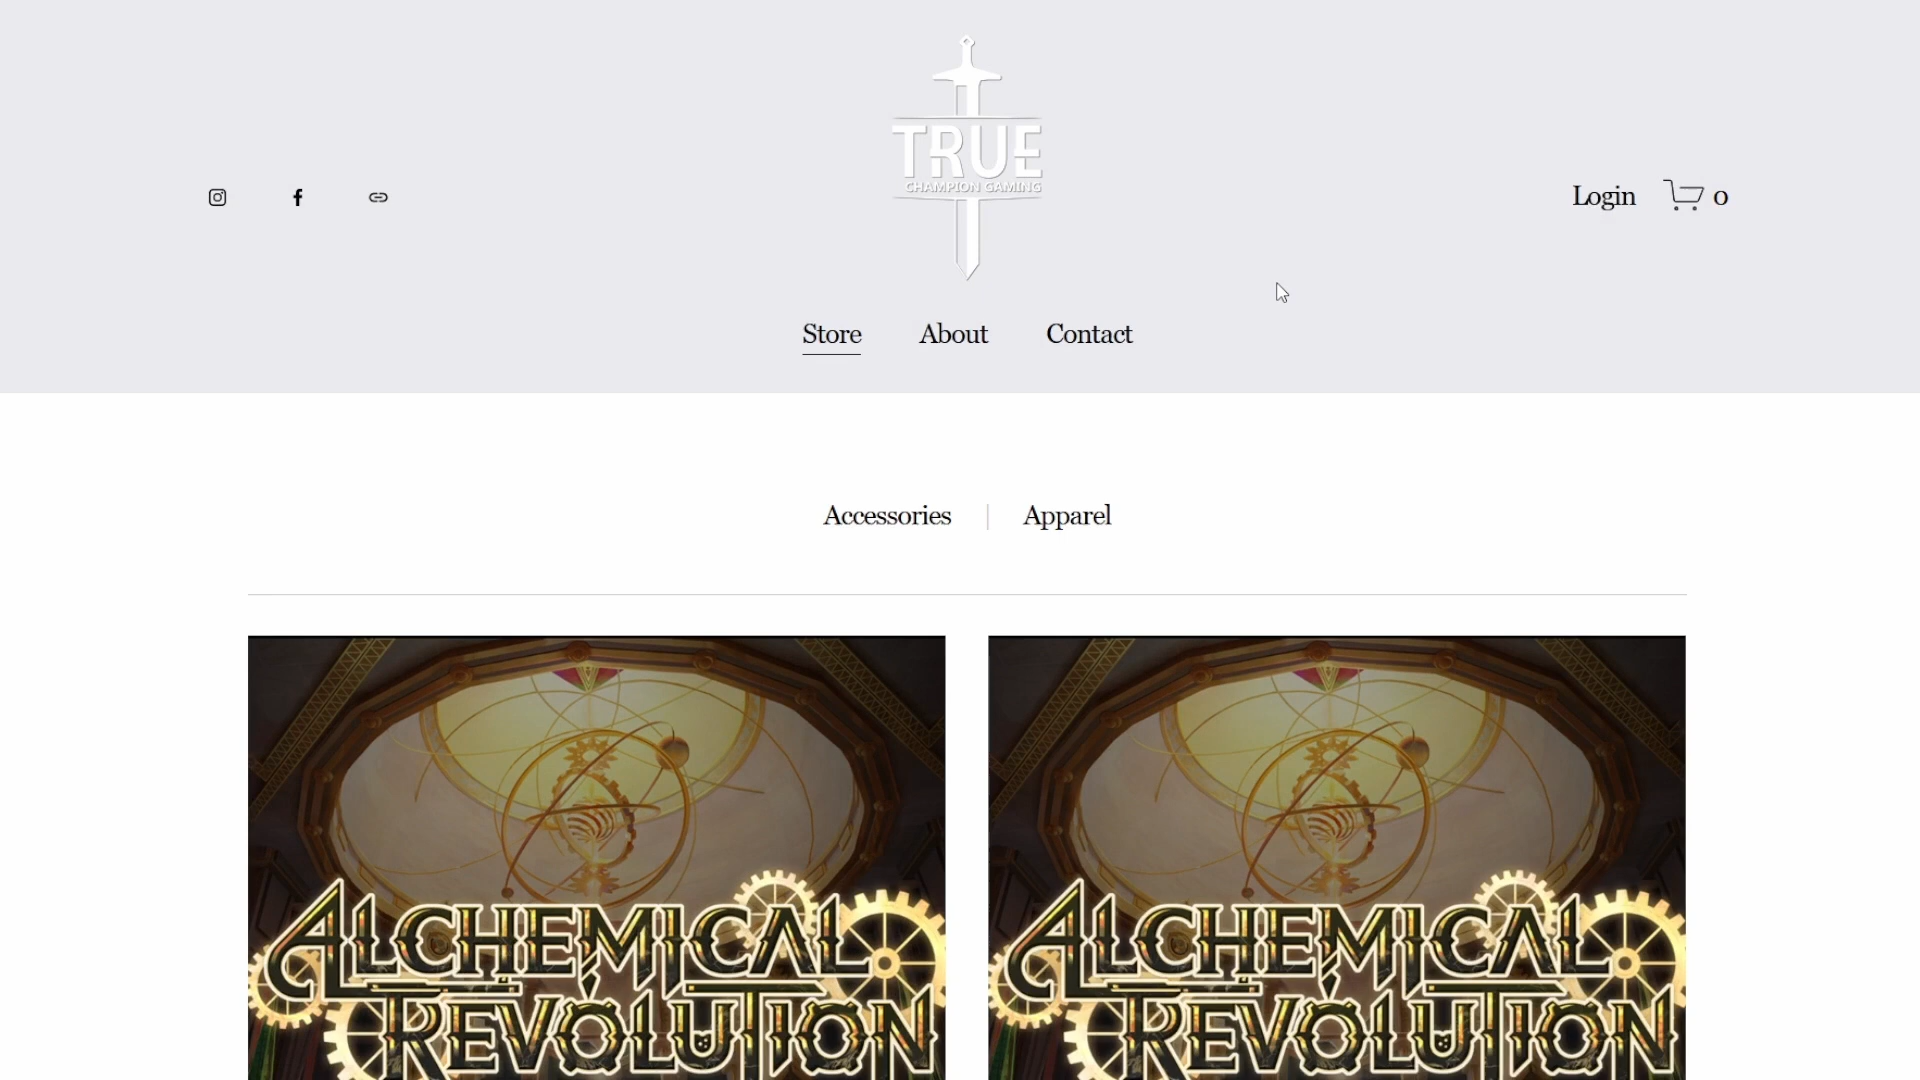 TRUE
CHAMPION GAMING
Login 0
Store About Contact
Accessories Apparel
ALCHEMICAL
REVOLUTION
ALCHEMICAL
REVOLUTION